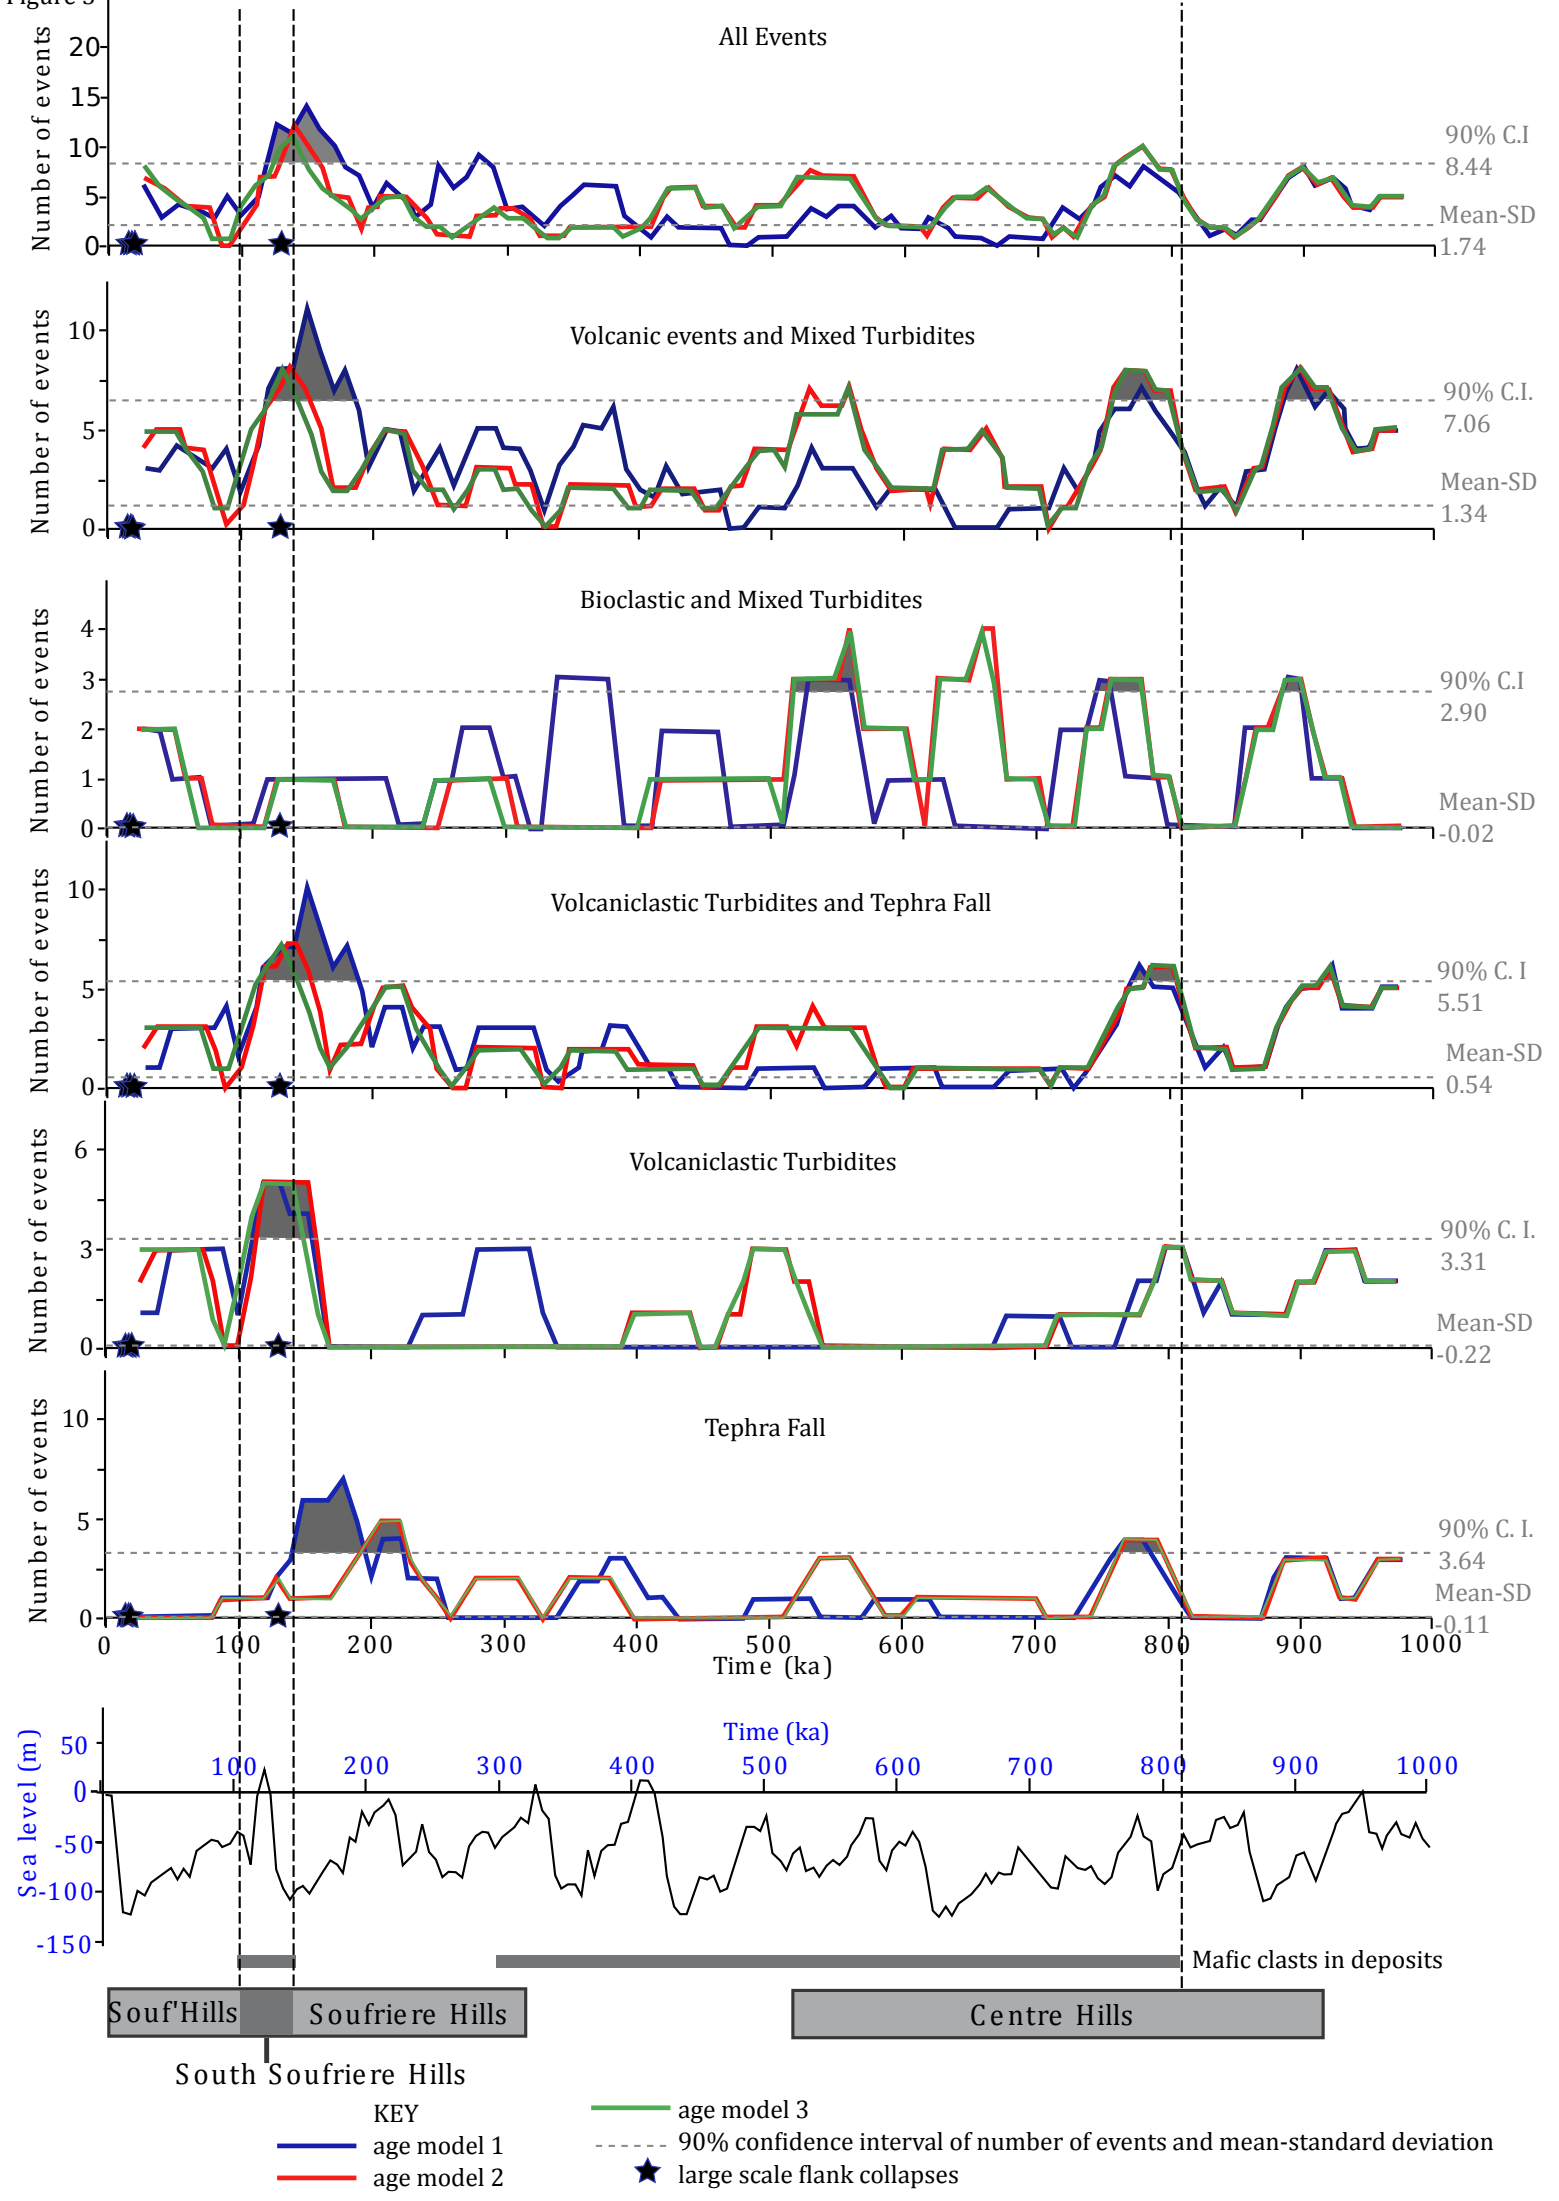 All Events
Number of events
20
15
10
5
0
90% C.I
8.44
Mean-SD
1.74
Volcanic events and Mixed Turbidites
Number of events
10
5
0
90% C.I.
7.06
Mean-SD
1.34
Bioclastic and Mixed Turbidites
Number of events
4
3
2
1
0
90% C.I
2.90
Mean-SD
-0.02
Volcaniclastic Turbidites and Tephra Fall
Number of events
10
5
0
90% C. I
5.51
Mean-SD
0.54
Volcaniclastic Turbidites
Number of events
6
3
0
90% C. I.
3.31
Mean-SD
-0.22
Tephra Fall
Number of events
10
5
0
90% C. I.
3.64
Mean-SD
-0.11
0 100 200 300 400 500 600 700 800 900 1000
Time (ka)
Time (ka)
100 200 300 400 500 600 700 800 900 1000
Sea level (m)
50
0
-50
-100
-150
Mafic clasts in deposits
Souf'Hills
Soufriere Hills
Centre Hills
South Soufriere Hills
KEY
age model 1
age model 2
age model 3
90% confidence interval of number of events and mean-standard deviation
large scale flank collapses